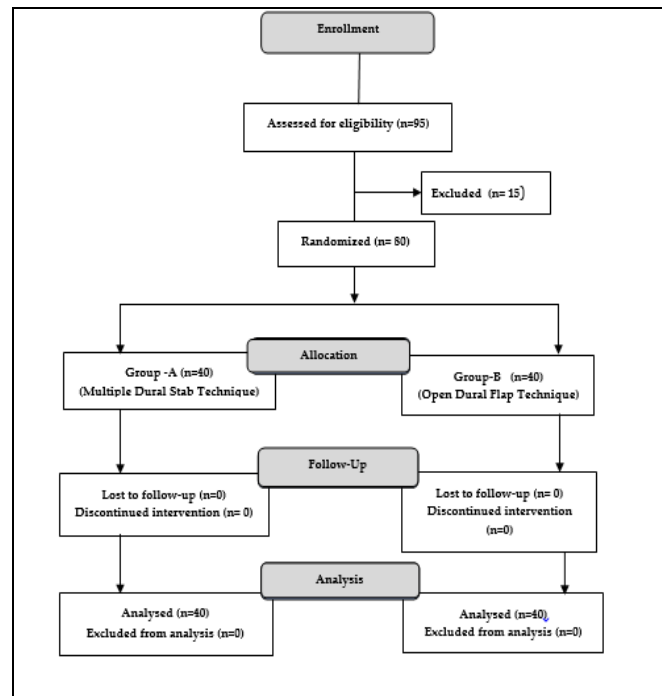 Enrollment
Assessed for eligibility (n=95)
Excluded (n= 15)
Randomized (n= 80)
Allocation
Group -A (n=40)
(Multiple Dural Stab Technique)
Group-B (n=40)
(Open Dural Flap Technique)
Follow-Up
Lost to follow-up (n=0)
Discontinued intervention (n= 0)
Lost to follow-up (n= 0)
Discontinued intervention
(n=0)
Analysis
Analysed (n=40)
Excluded from analysis (n=0)
Analysed (n=40)
Excluded from analysis (n=0)